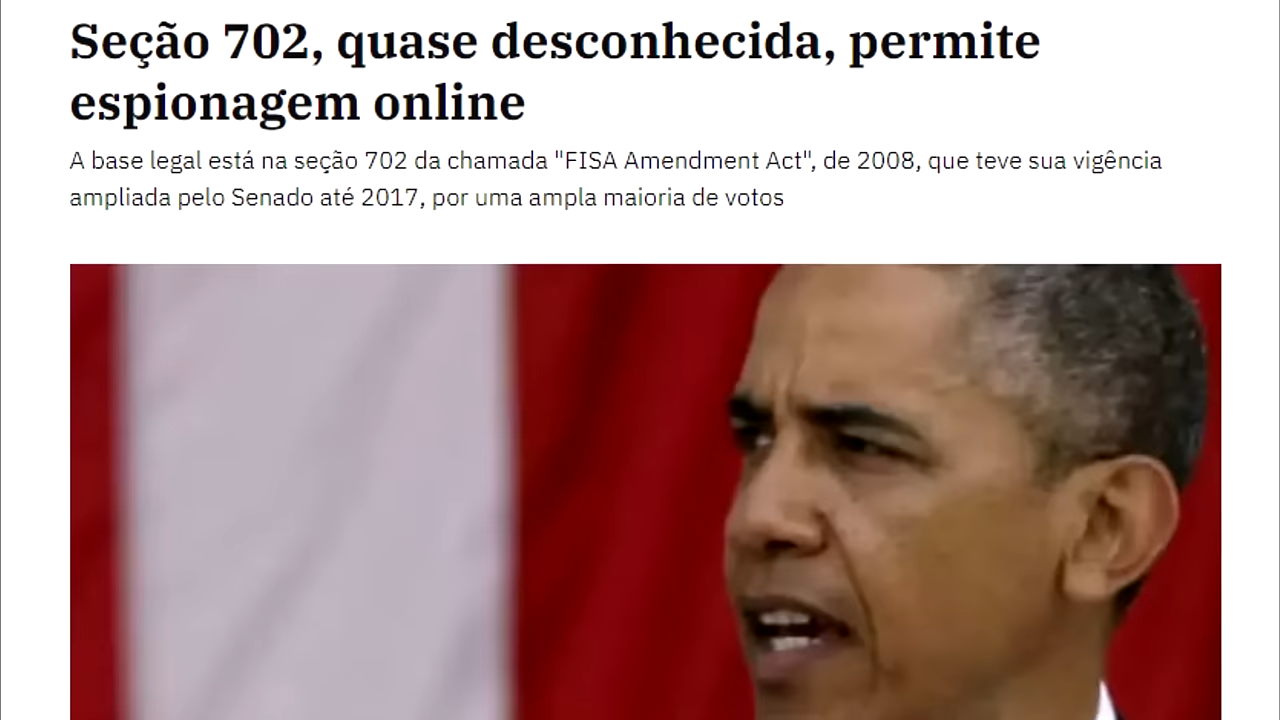 Seção 702, quase desconhecida, permite
espionagem online
A base legal está na seção 702 da chamada "FISA Amendment Act", de 2008, que teve sua vigência
ampliada pelo Senado até 2017, por uma ampla maioria de votos